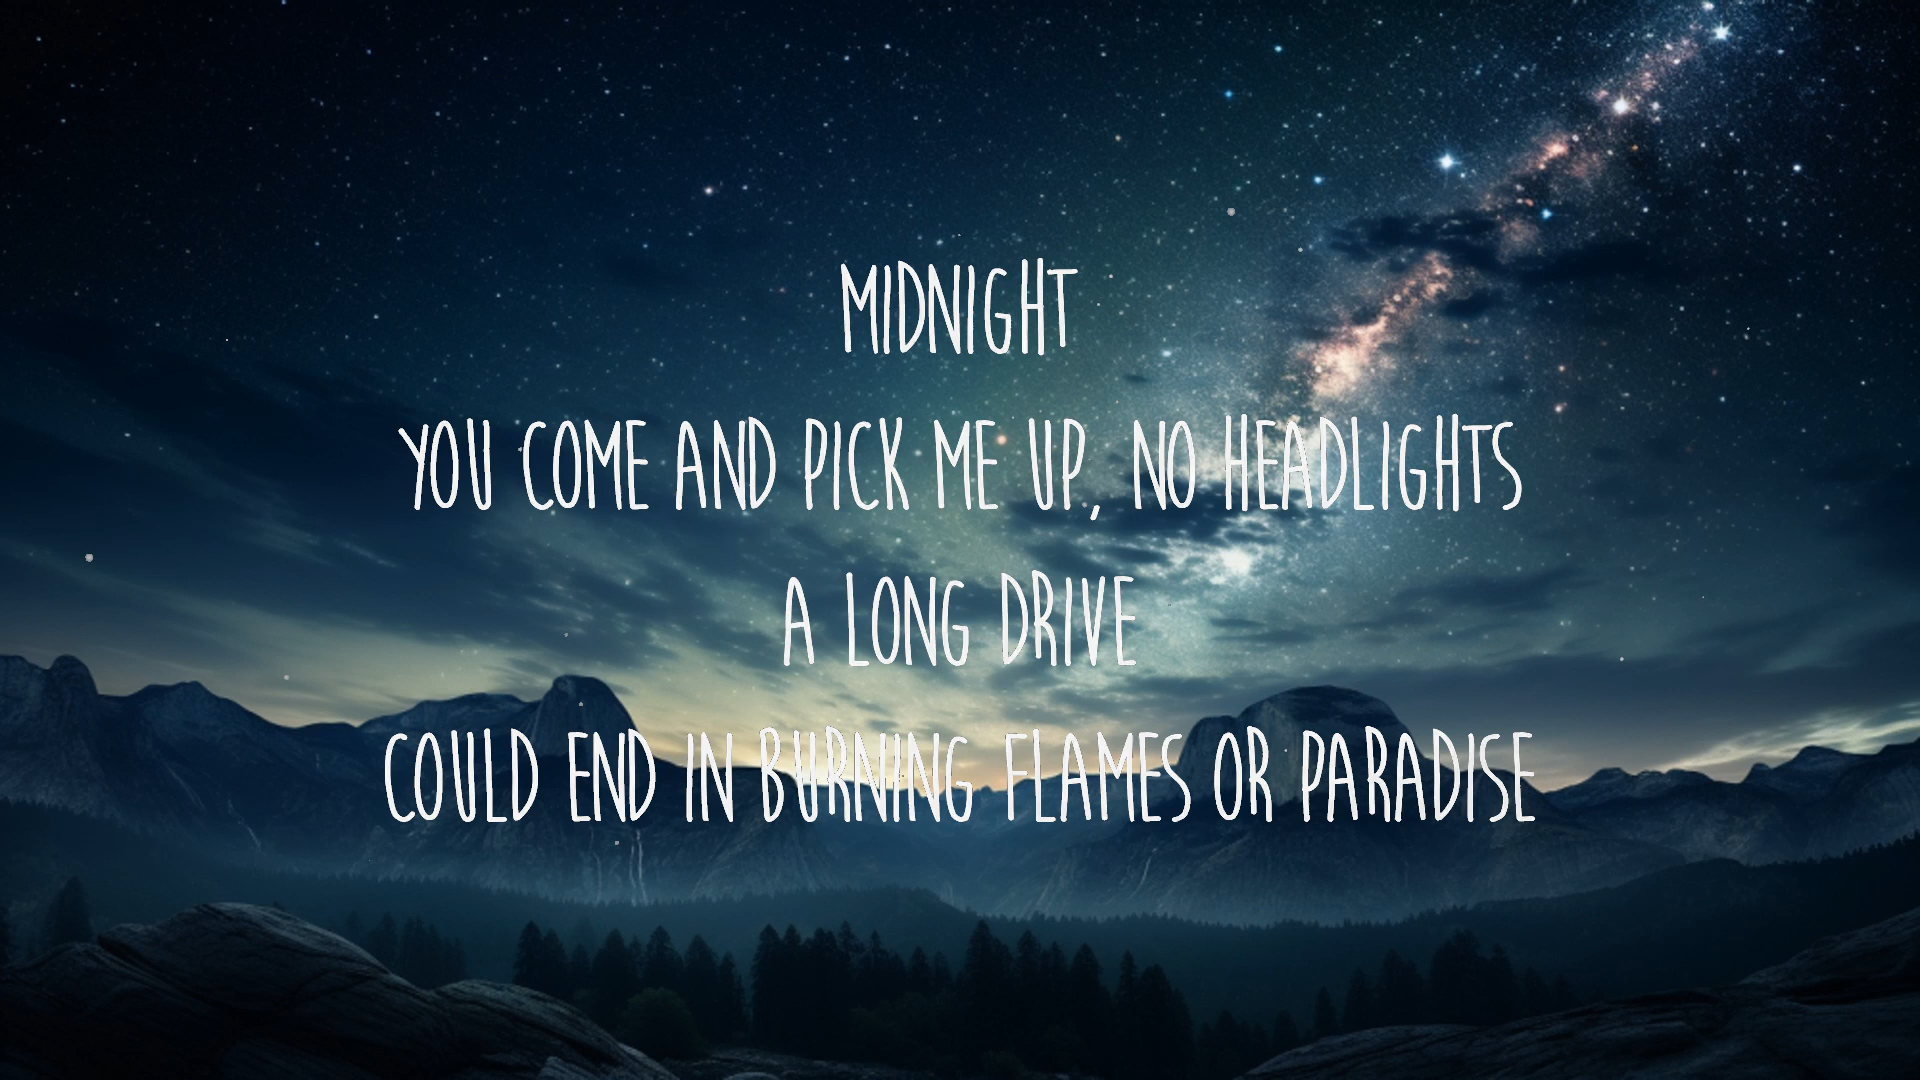 MIDNIGHT
YOU COME AND PICK ME UP, NO HEADLIGHTS
A LONG DRIVE
COULD END IN BURNING FLAMES OR PARADISE